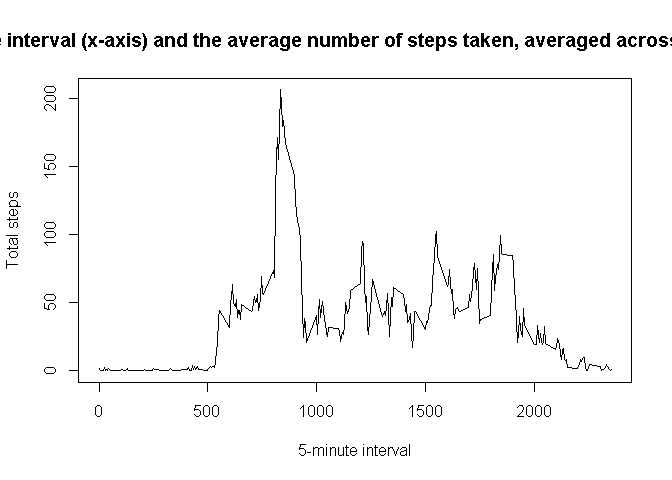 interval (x-axis) and the average number of steps taken, averaged across
Total steps
200
150
100
50
0
0 500 1000 1500 2000
5-minute interval